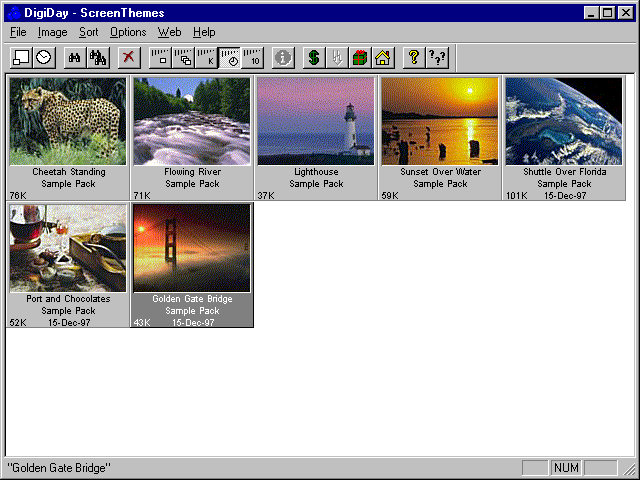 DigiDay - ScreenThemes
File Image Sort Options Web Help
K 10 i $ ? ???
Cheetah Standing
Sample Pack
76K
Flowing River
Sample Pack
71K
Lighthouse
Sample Pack
37K
Sunset Over Water
Sample Pack
59K
Shuttle Over Florida
Sample Pack
101K 15-Dec-97
Port and Chocolates
Sample Pack
52K 15-Dec-97
Golden Gate Bridge
Sample Pack
43K 15-Dec-97
"Golden Gate Bridge"
NUM